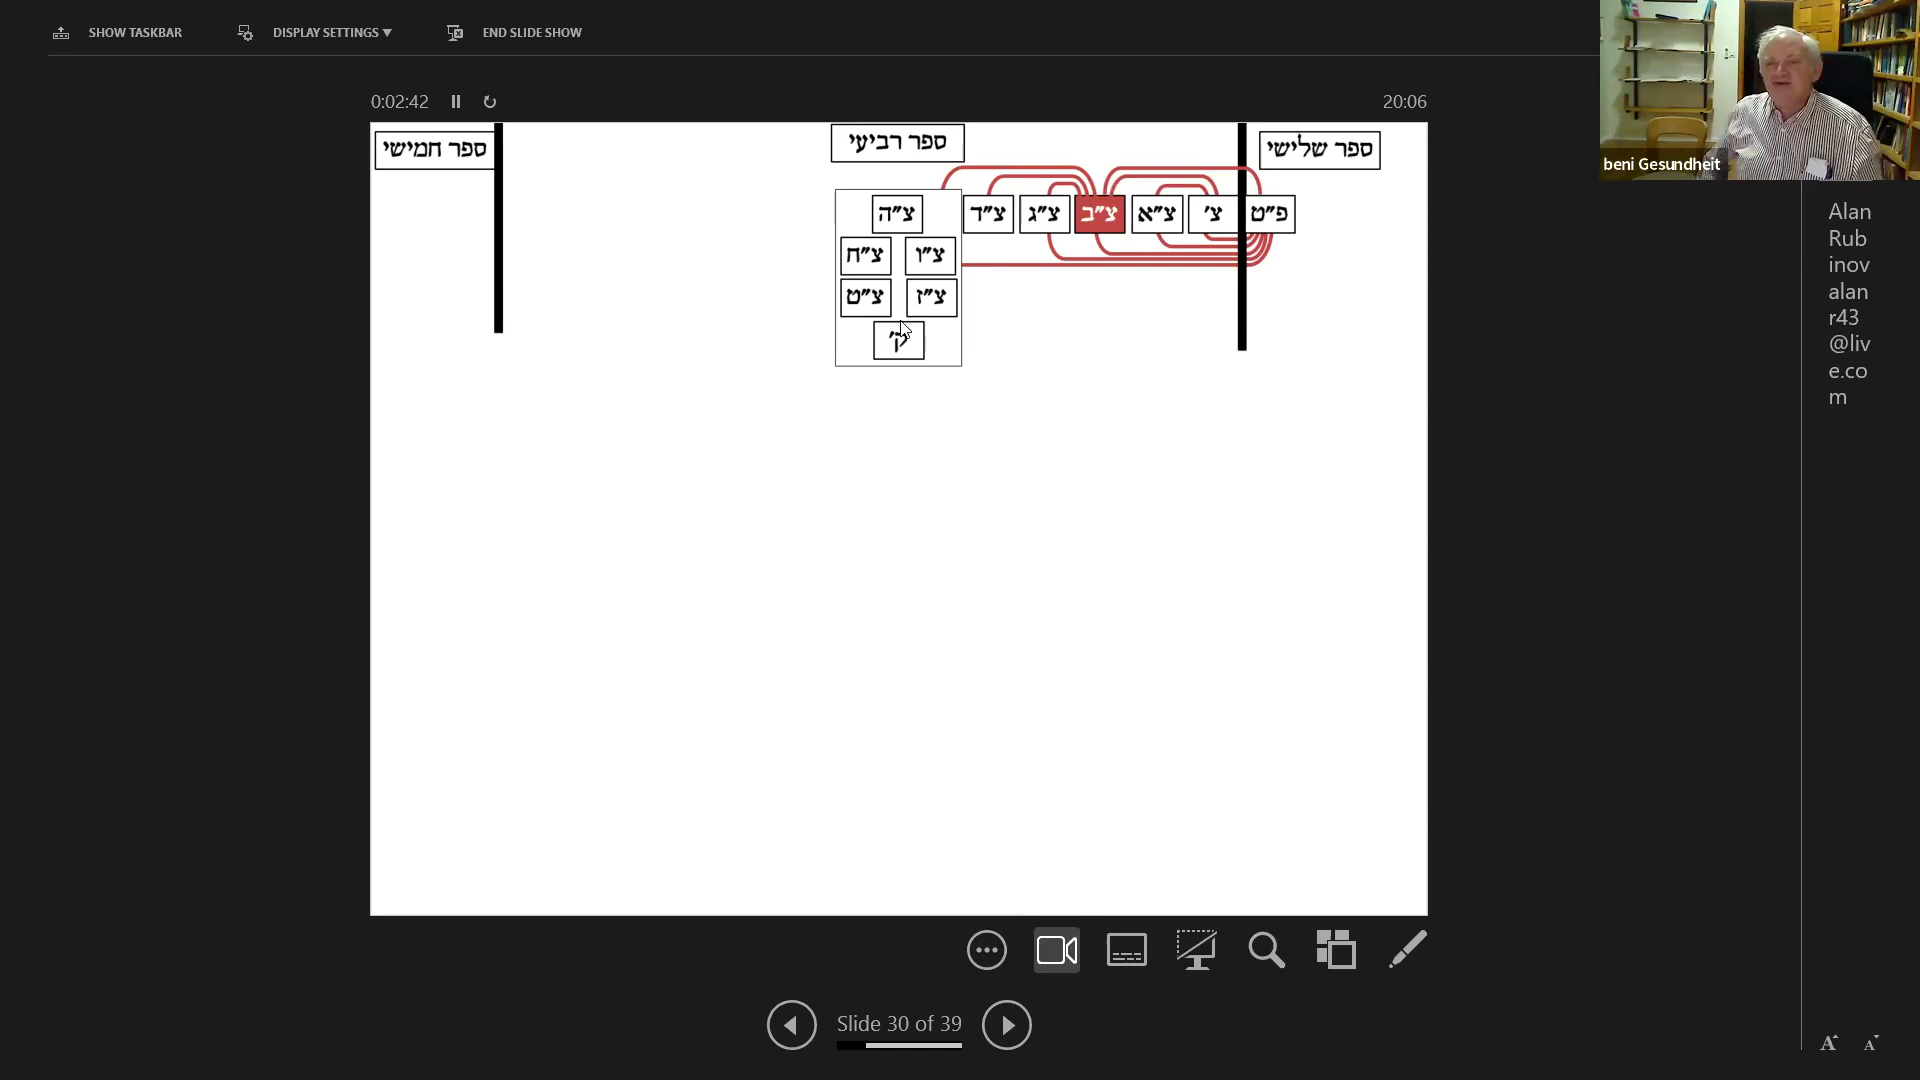 SHOW TASKBAR
DISPLAY SETTINGS ▼
END SLIDE SHOW
beni Gesundheit
0:02:42
20:06
ספר שלישי
ספר רביעי
ספר חמישי
פ״ט
צ׳
צ״א
צ״ב
צ״ג
צ״ד
צ״ה
צ״ו
צ״ח
צ״ז
צ״ט
ק׳
Alan
Rub
inov
alan
r43
@liv
e.co
m
Slide 30 of 39
A
A